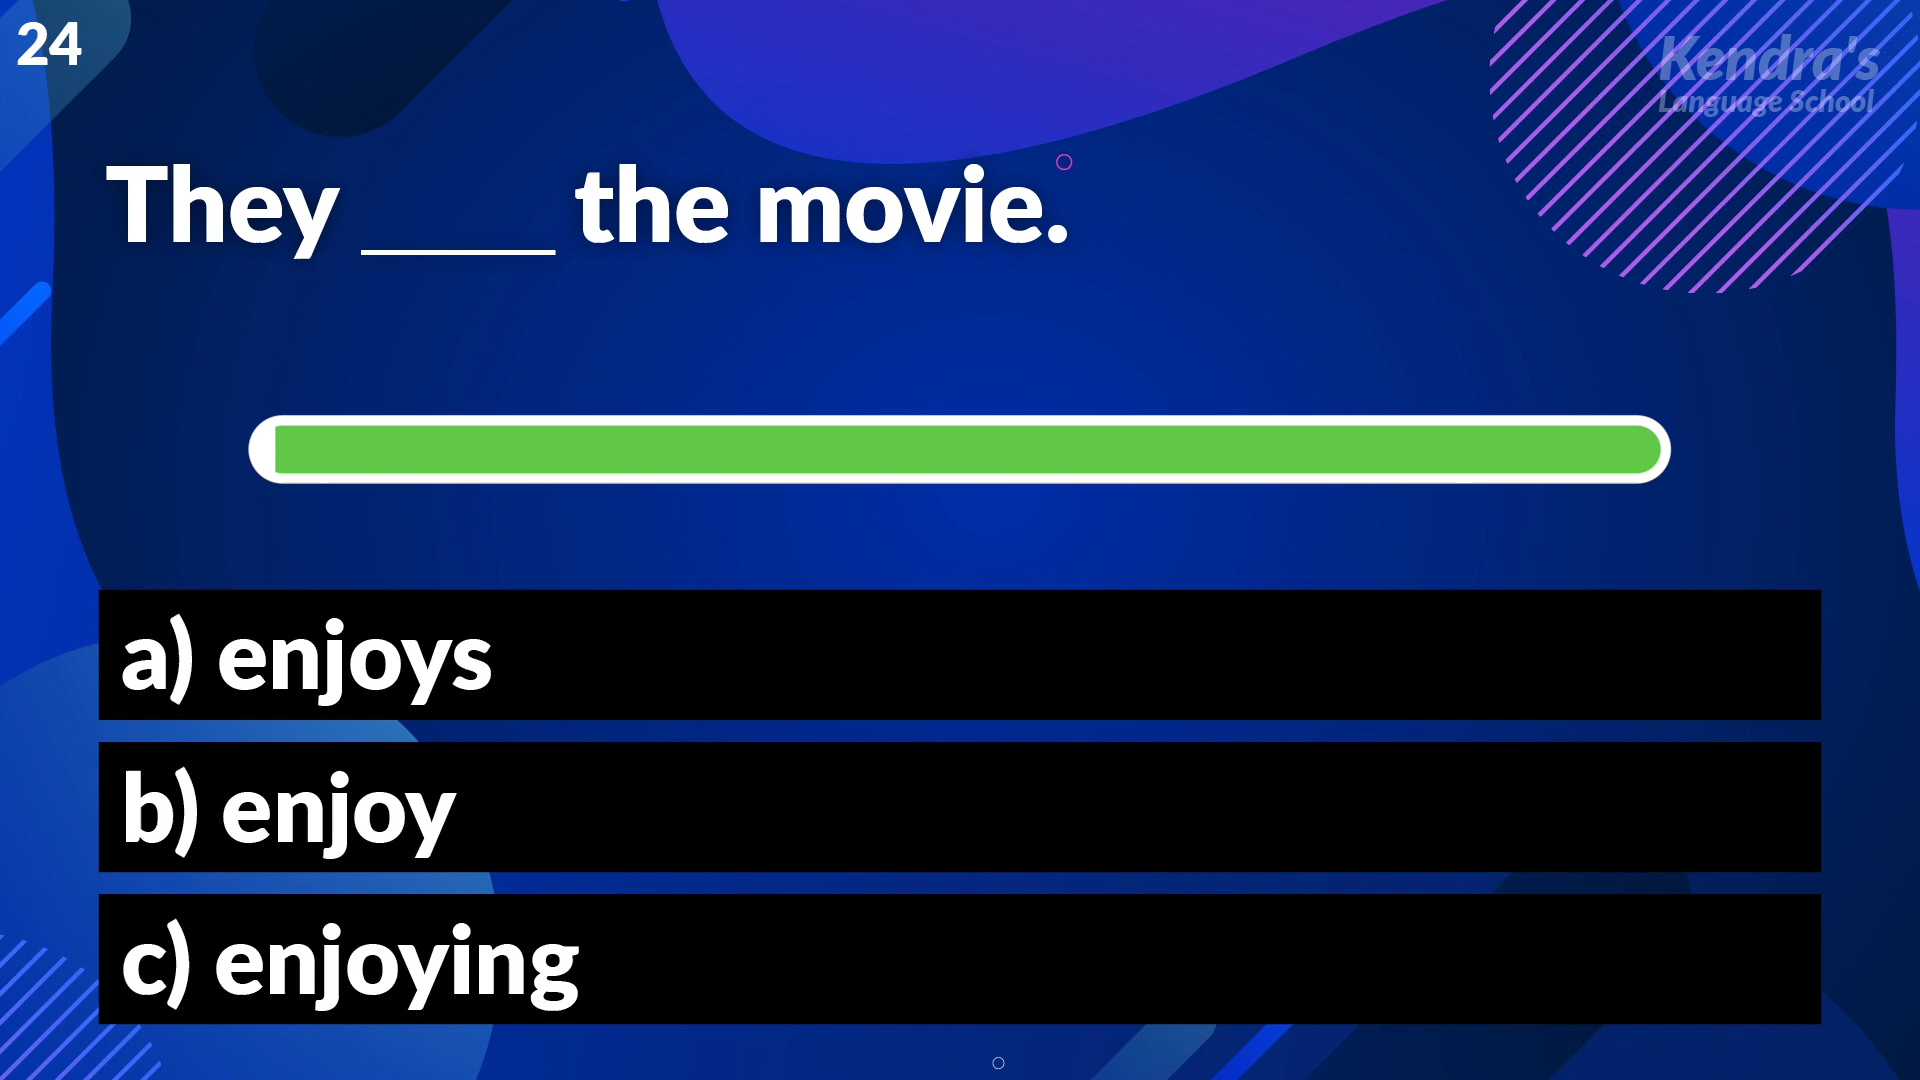 24
Kendra's
Language School
They ____ the movie.
a) enjoys
b) enjoy
c) enjoying